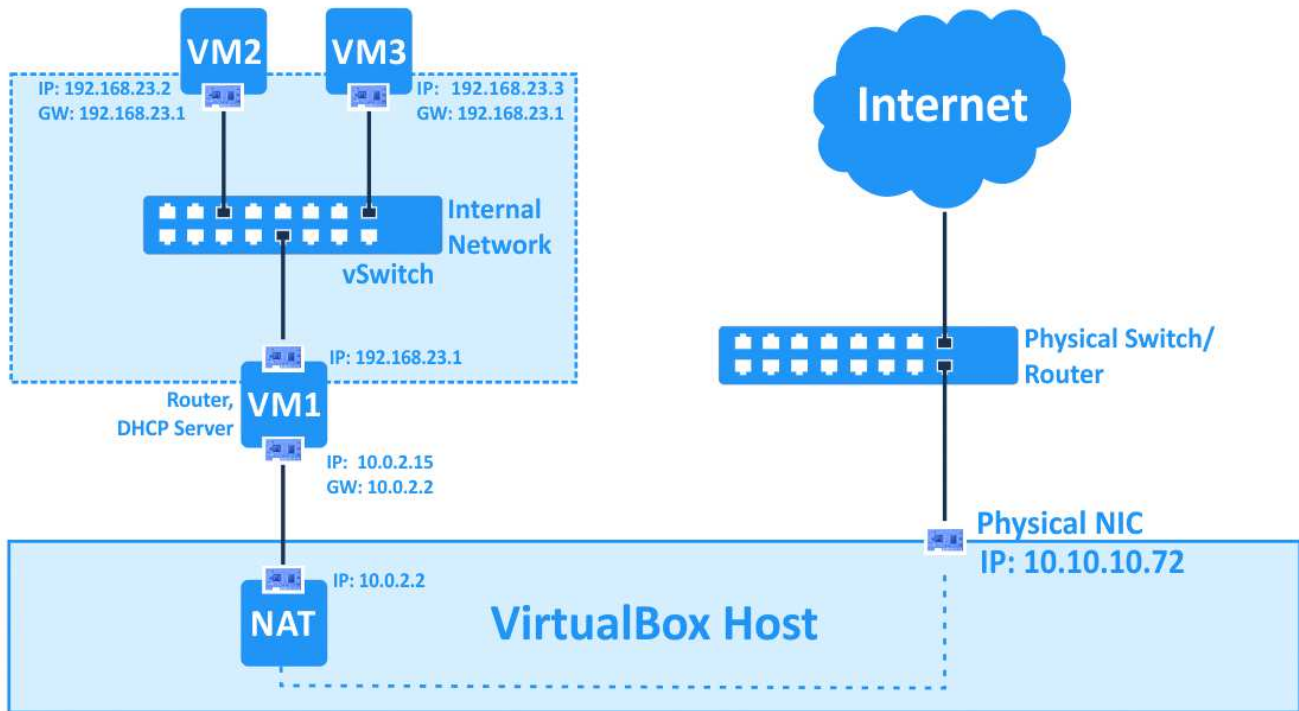 VM2
VM3
IP: 192.168.23.2
GW: 192.168.23.1
IP: 192.168.23.3
GW: 192.168.23.1
Internet
Internal
Network
vSwitch
IP: 192.168.23.1
Physical Switch/
Router
Router,
DHCP Server
VM1
IP: 10.0.2.15
GW: 10.0.2.2
Physical NIC
IP: 10.10.10.72
IP: 10.0.2.2
NAT
VirtualBox Host